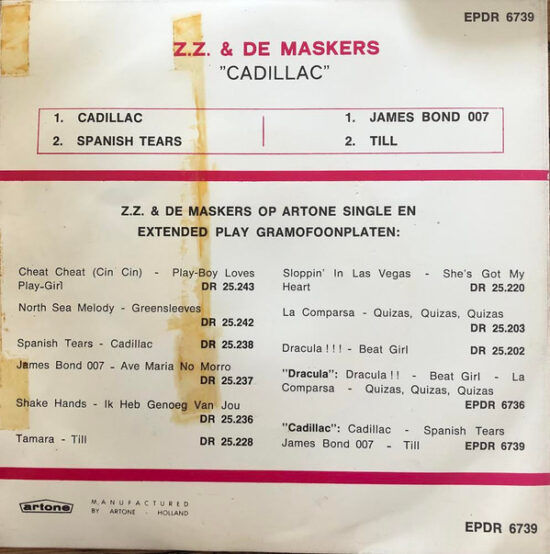 EPDR 6739
Z.Z. & DE MASKERS
"CADILLAC"
1. CADILLAC
2. SPANISH TEARS
1. JAMES BOND 007
2. TILL
Z.Z. & DE MASKERS OP ARTONE SINGLE EN
EXTENDED PLAY GRAMOFOONPLATEN:
Cheat Cheat (Cin Cin) - Play-Boy Loves
Play-Girl DR 25.243
North Sea Melody - Greensleeves
DR 25.242
Spanish Tears - Cadillac DR 25.238
James Bond 007 - Ave Maria No Morro
DR 25.237
Shake Hands - Ik Heb Genoeg Van Jou
DR 25.236
Tamara - Till DR 25.228
Sloppin' In Las Vegas - She's Got My
Heart DR 25.220
La Comparsa - Quizas, Quizas, Quizas
DR 25.203
Dracula!!! - Beat Girl DR 25.202
"Dracula": Dracula!! - Beat Girl - La
Comparsa - Quizas, Quizas, Quizas
EPDR 6736
"Cadillac": Cadillac - Spanish Tears
James Bond 007 - Till EPDR 6739
artone
MANUFACTURED
BY ARTONE - HOLLAND
EPDR 6739